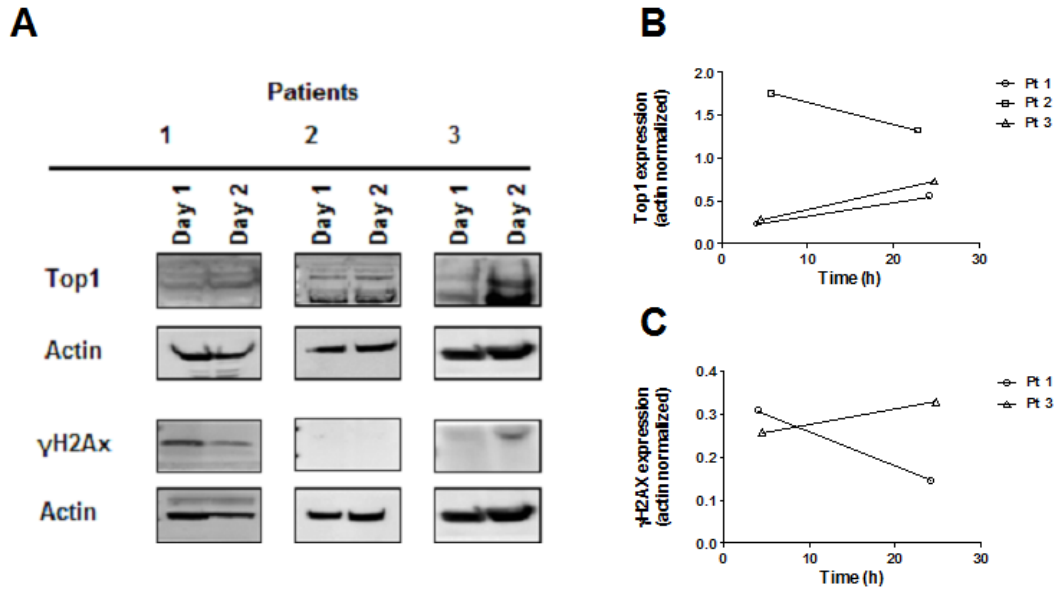 A
Patients
1 2 3
Day 1 Day 2 Day 1 Day 2 Day 1 Day 2
Top1
Actin
γH2Ax
Actin
B
Top1 expression
(actin normalized)
2.0
1.5
1.0
0.5
0.0
0 10 20 30
Time (h)
Pt 1
Pt 2
Pt 3
C
γH2AX expression
(actin normalized)
0.4
0.3
0.2
0.1
0.0
0 10 20 30
Time (h)
Pt 1
Pt 3